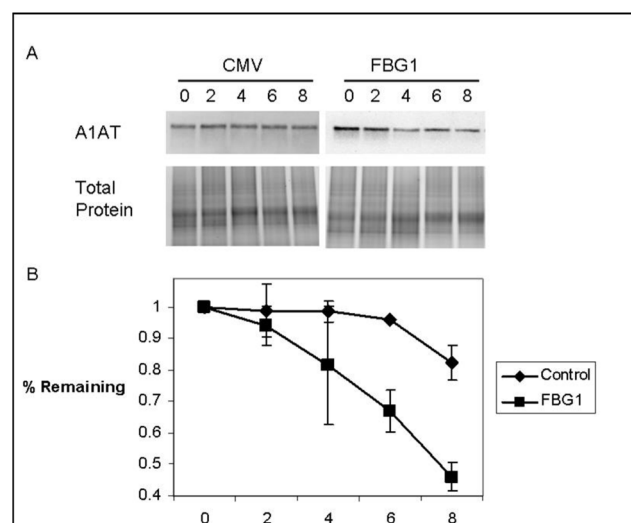 A
CMV FBG1
0 2 4 6 8 0 2 4 6 8
A1AT
Total
Protein
B
1
0.9
0.8
% Remaining
0.7
0.6
0.5
0.4
0 2 4 6 8
Control
FBG1